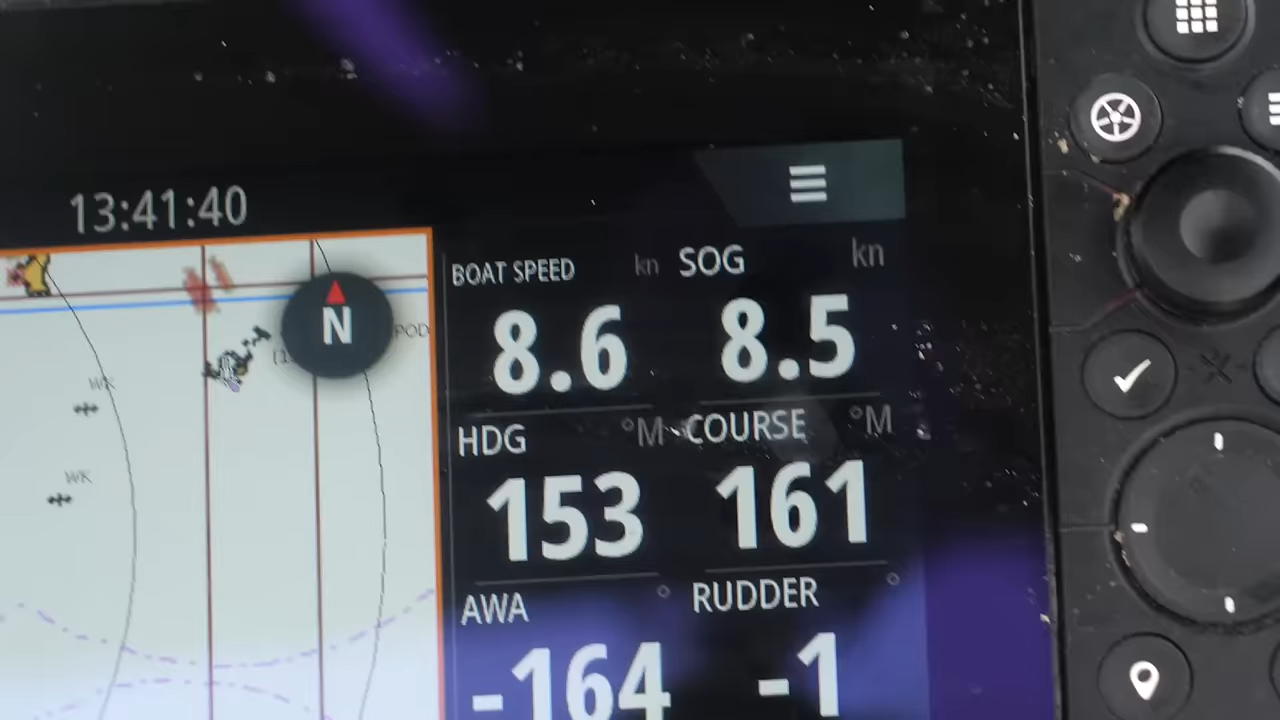 13:41:40
BOAT SPEED kn SOG kn
8.6 8.5
N
POD
WK
HDG °M COURSE °M
WK
153 161
AWA ° RUDDER °
-164 -1